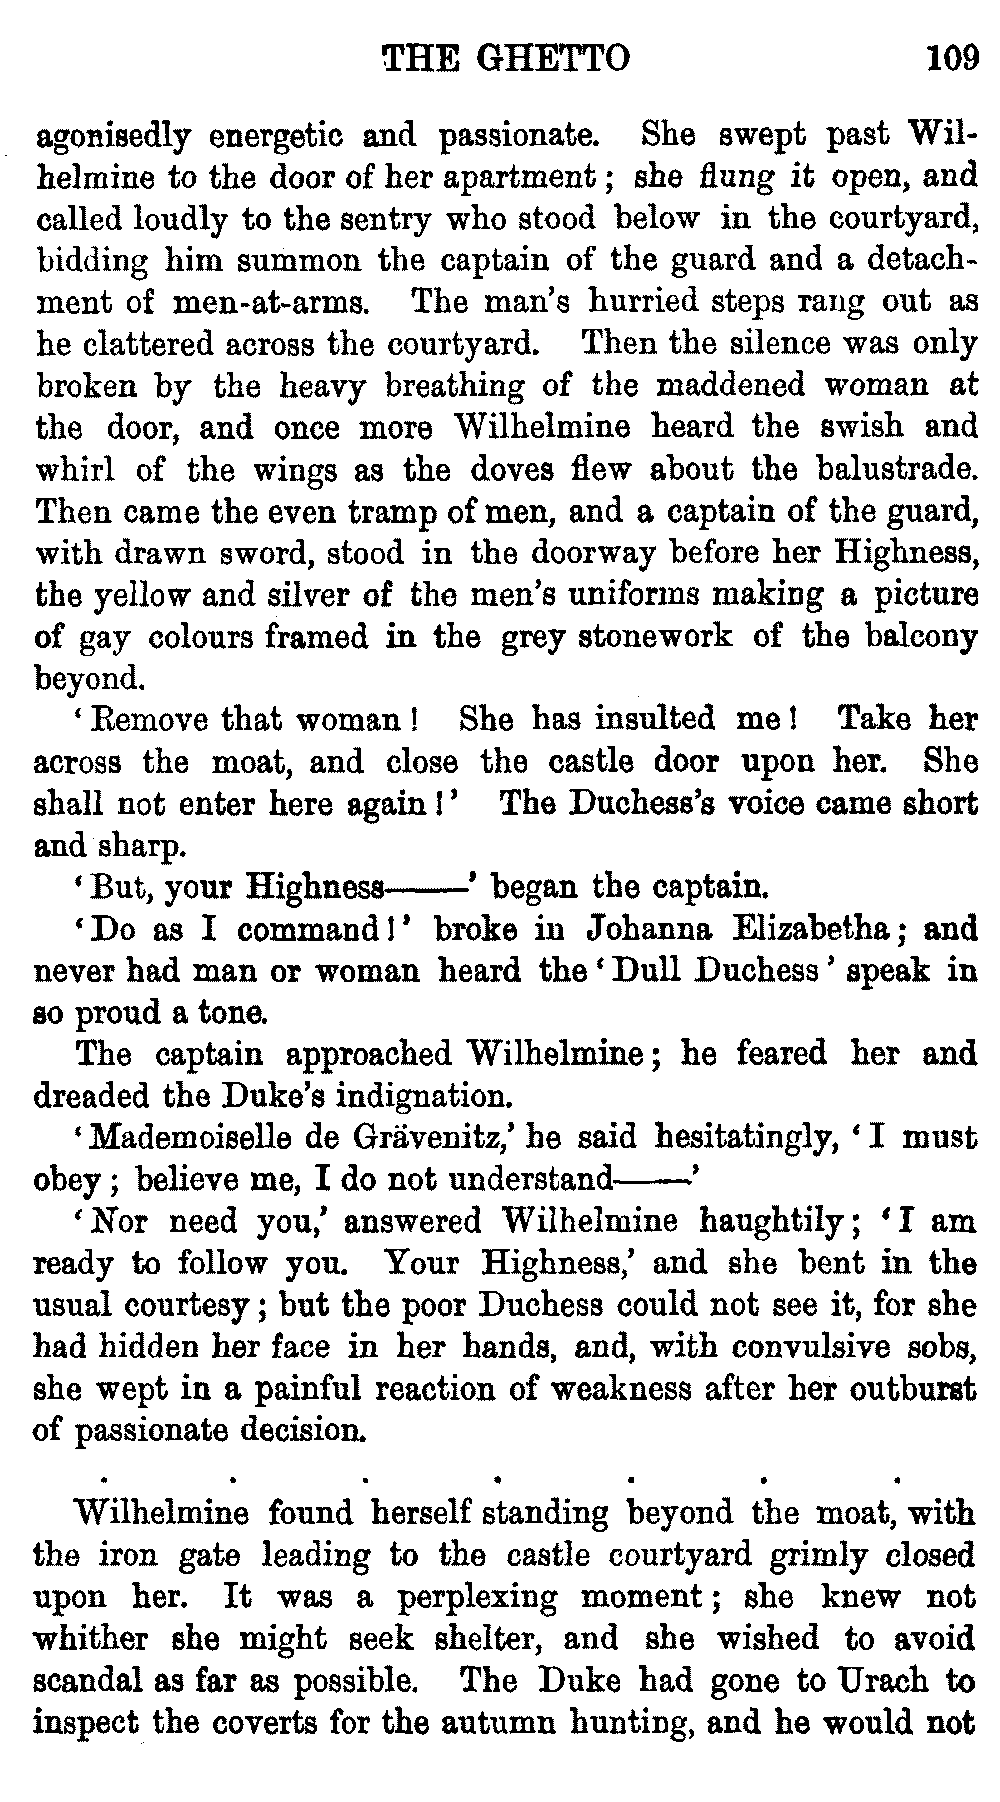 THE GHETTO 109
agonisedly energetic and passionate. She swept past Wil-
helmine to the door of her apartment ; she flung it open, and
called loudly to the sentry who stood below in the courtyard,
bidding him summon the captain of the guard and a detach-
ment of men-at-arms. The man's hurried steps rang out as
he clattered across the courtyard. Then the silence was only
broken by the heavy breathing of the maddened woman at
the door, and once more Wilhelmine heard the swish and
whirl of the wings as the doves flew about the balustrade.
Then came the even tramp of men, and a captain of the guard,
with drawn sword, stood in the doorway before her Highness,
the yellow and silver of the men's uniforms making a picture
of gay colours framed in the grey stonework of the balcony
beyond.
‘ Remove that woman ! She has insulted me ! Take her
across the moat, and close the castle door upon her. She
shall not enter here again !’ The Duchess's voice came short
and sharp.
‘ But, your Highness——’ began the captain.
‘ Do as I command !’ broke in Johanna Elizabetha ; and
never had man or woman heard the ‘ Dull Duchess ’ speak in
so proud a tone.
The captain approached Wilhelmine ; he feared her and
dreaded the Duke's indignation.
‘ Mademoiselle de Grävenitz,’ he said hesitatingly, ‘ I must
obey ; believe me, I do not understand——’
‘ Nor need you,’ answered Wilhelmine haughtily ; ‘ I am
ready to follow you. Your Highness,’ and she bent in the
usual courtesy ; but the poor Duchess could not see it, for she
had hidden her face in her hands, and, with convulsive sobs,
she wept in a painful reaction of weakness after her outburst
of passionate decision.
. . . . . . .
Wilhelmine found herself standing beyond the moat, with
the iron gate leading to the castle courtyard grimly closed
upon her. It was a perplexing moment ; she knew not
whither she might seek shelter, and she wished to avoid
scandal as far as possible. The Duke had gone to Urach to
inspect the coverts for the autumn hunting, and he would not